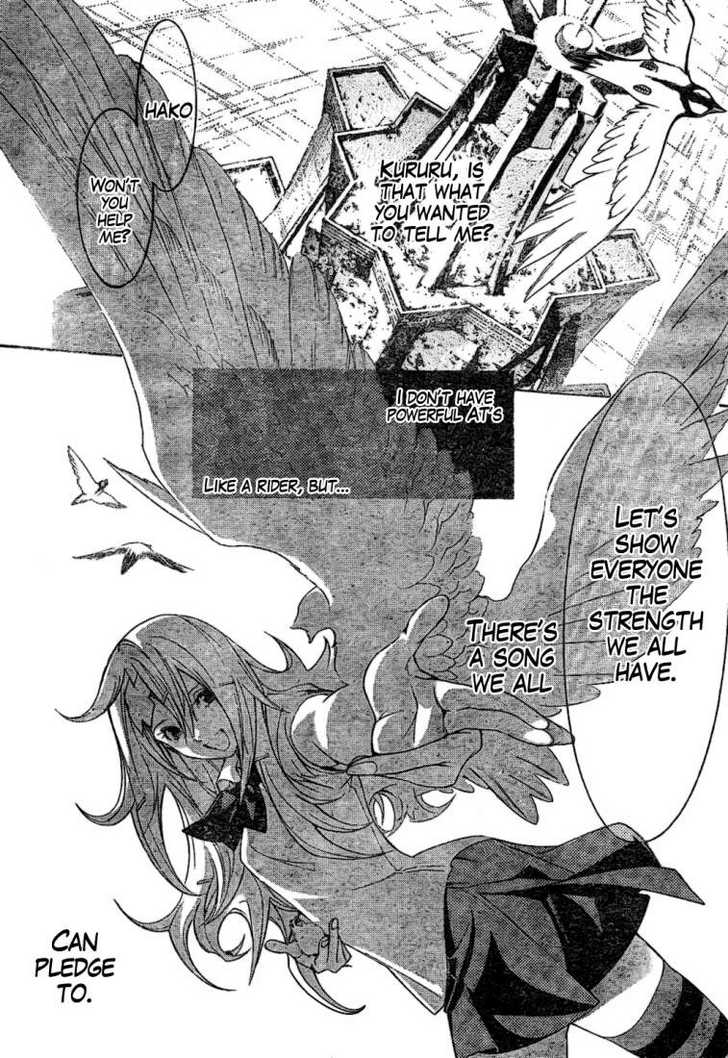 HAKO
WON'T
YOU
HELP
ME?
KURURU, IS
THAT WHAT
YOU WANTED
TO TELL ME?
I DON'T HAVE
POWERFUL AT'S
LIKE A RIDER, BUT...
LET'S
SHOW
EVERYONE
THE
STRENGTH
WE ALL
HAVE.
THERE'S
A SONG
WE ALL
CAN
PLEDGE
TO.